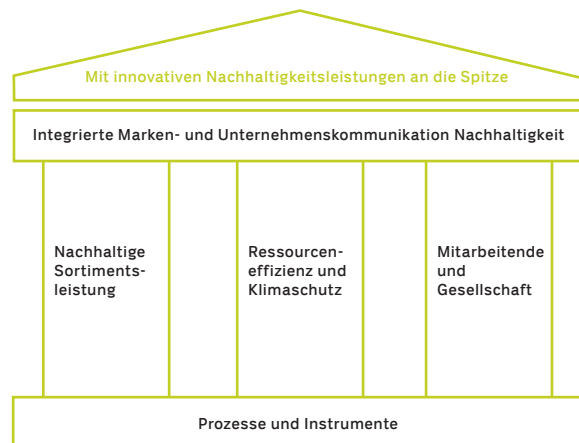 Mit innovativen Nachhaltigkeitsleistungen an die Spitze
Integrierte Marken- und Unternehmenskommunikation Nachhaltigkeit
Nachhaltige
Sortiments-
leistung
Ressourcen-
effizienz und
Klimaschutz
Mitarbeitende
und
Gesellschaft
Prozesse und Instrumente